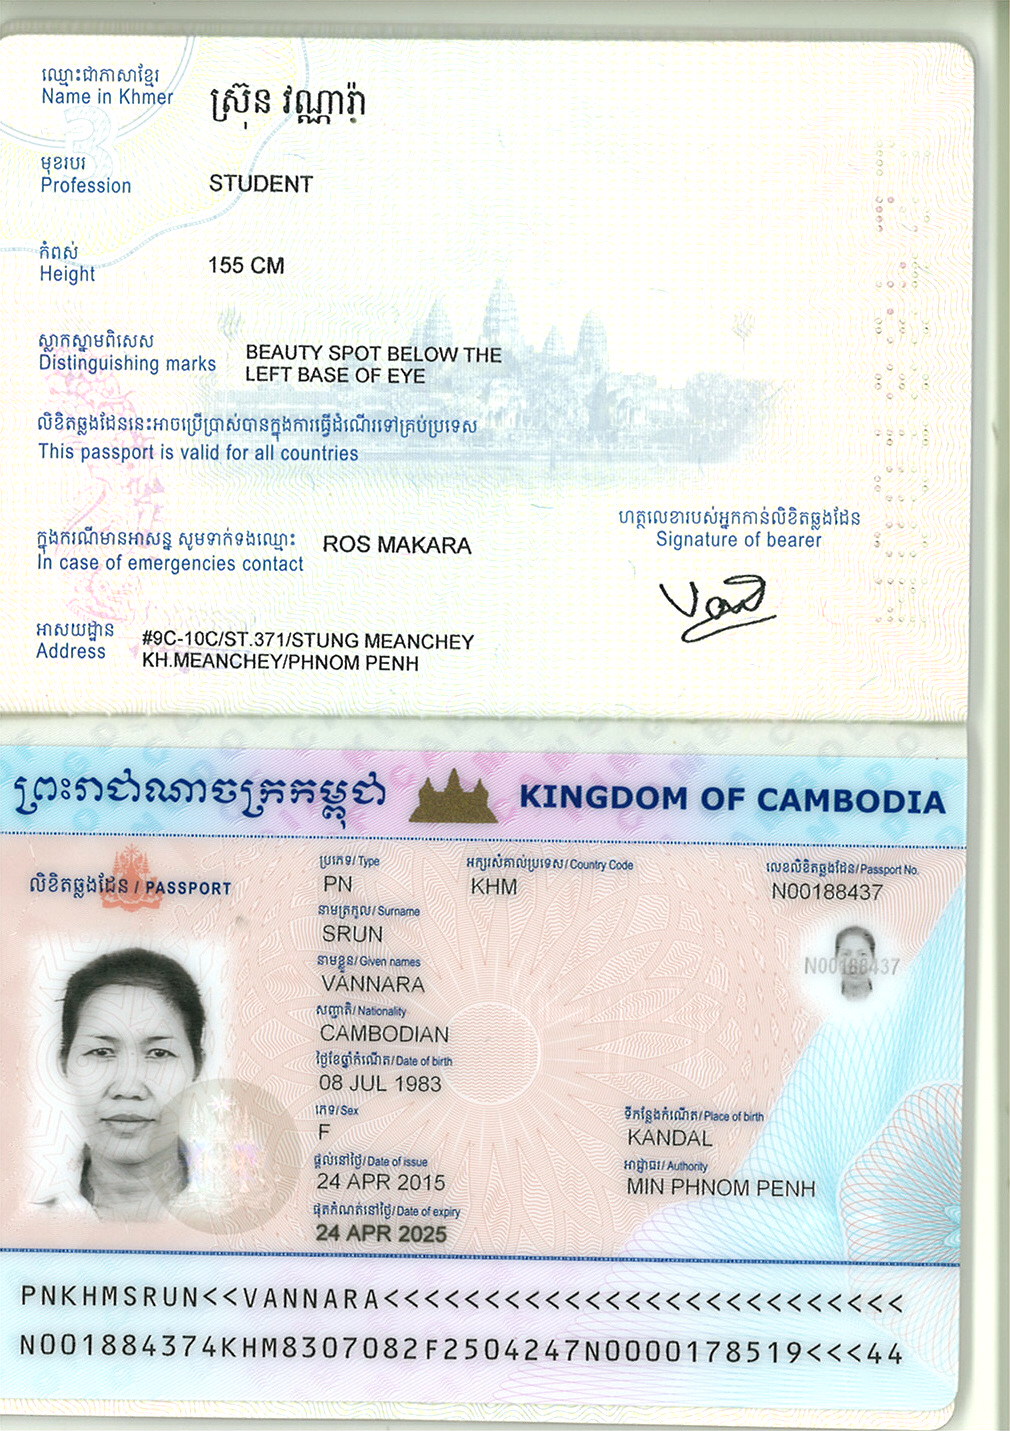 ឈ្មោះជាភាសាខ្មែរ
Name in Khmer
ស្រ៊ុន វណ្ណារ៉ា
មុខរបរ
Profession
STUDENT
កំពស់
Height
155 CM
ស្លាកស្នាមពិសេស
Distinguishing marks
BEAUTY SPOT BELOW THE
LEFT BASE OF EYE
លិខិតឆ្លងដែននេះអាចប្រើប្រាស់បានក្នុងការធ្វើដំណើរទៅគ្រប់ប្រទេស
This passport is valid for all countries
ក្នុងករណីមានអាសន្ន សូមទាក់ទងឈ្មោះ
In case of emergencies contact
ROS MAKARA
ហត្ថលេខារបស់អ្នកកាន់លិខិតឆ្លងដែន
Signature of bearer
អាសយដ្ឋាន
Address
#9C-10C/ST.371/STUNG MEANCHEY
KH.MEANCHEY/PHNOM PENH
ព្រះរាជាណាចក្រកម្ពុជា KINGDOM OF CAMBODIA
លិខិតឆ្លងដែន / PASSPORT
ប្រភេទ/ Type
PN
អក្សរសំគាល់ប្រទេស/ Country Code
KHM
លេខលិខិតឆ្លងដែន/ Passport No.
N00188437
នាមត្រកូល/ Surname
SRUN
នាមខ្លួន/ Given names
VANNARA
N00188437
សញ្ជាតិ/ Nationality
CAMBODIAN
ថ្ងៃខែឆ្នាំកំណើត/ Date of birth
08 JUL 1983
ភេទ/ Sex
F
ទីកន្លែងកំណើត/ Place of birth
KANDAL
ផ្តល់នៅថ្ងៃ/ Date of issue
24 APR 2015
អាជ្ញាធរ/ Authority
MIN PHNOM PENH
ផុតកំណត់នៅថ្ងៃ/ Date of expiry
24 APR 2025
PNKHMSRUN<<VANNARA<<<<<<<<<<<<<<<<<<<<<<<<<<
N001884374KHM8307082F2504247N0000178519<<<44